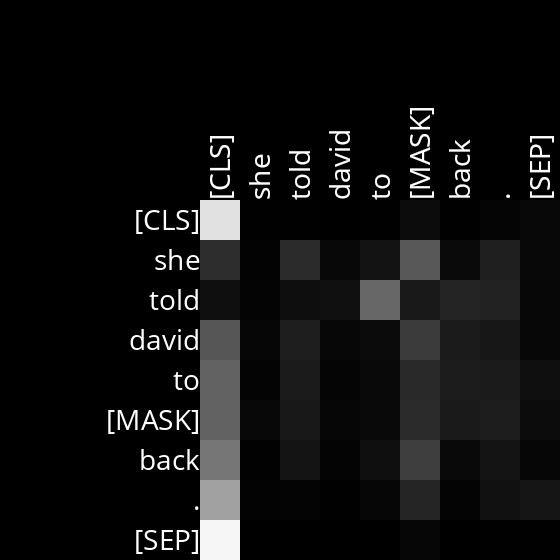 [CLS] she told david to [MASK] back . [SEP]
[CLS]
she
told
david
to
[MASK]
back
.
[SEP]